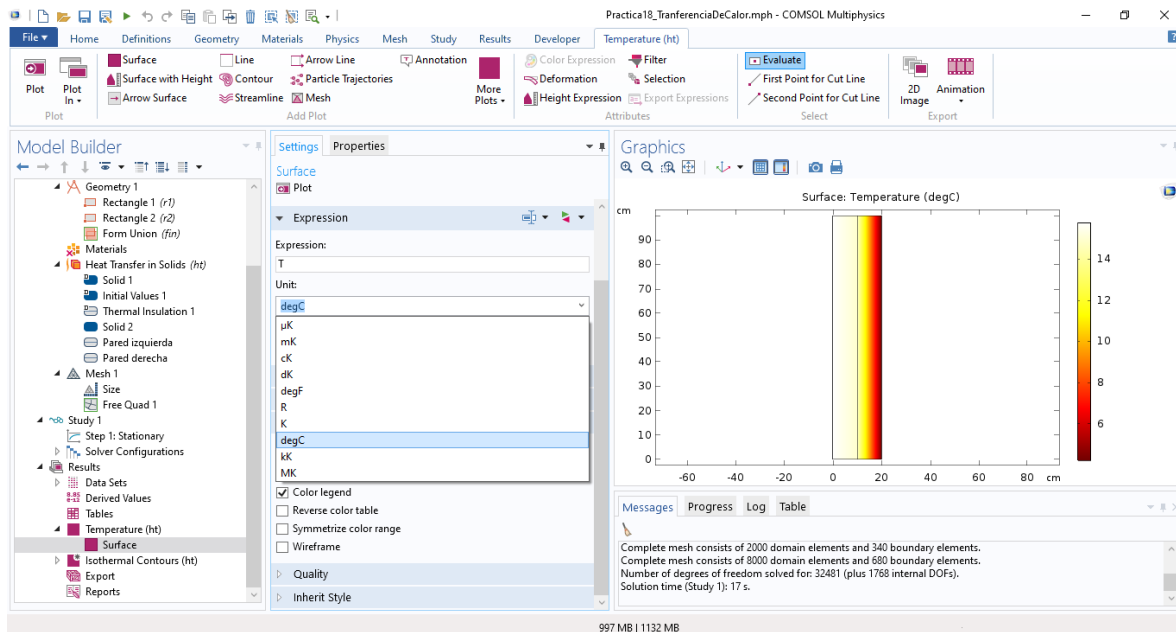 Practica18_TranferenciaDeCalor.mph - COMSOL Multiphysics
File
Home
Definitions
Geometry
Materials
Physics
Mesh
Study
Results
Developer
Temperature (ht)
Plot
Plot In
Plot
Surface
Surface with Height
Arrow Surface
Line
Contour
Streamline
Arrow Line
Particle Trajectories
Mesh
Annotation
More Plots
Add Plot
Color Expression
Deformation
Height Expression
Filter
Selection
Export Expressions
Attributes
Evaluate
First Point for Cut Line
Second Point for Cut Line
Select
2D Image
Animation
Export
Model Builder
Geometry 1
Rectangle 1 (r1)
Rectangle 2 (r2)
Form Union (fin)
Materials
Heat Transfer in Solids (ht)
Solid 1
Initial Values 1
Thermal Insulation 1
Solid 2
Pared izquierda
Pared derecha
Mesh 1
Size
Free Quad 1
Study 1
Step 1: Stationary
Solver Configurations
Results
Data Sets
8.85
e-12
Derived Values
Tables
Temperature (ht)
Surface
Isothermal Contours (ht)
Export
Reports
Settings
Properties
Surface
Plot
Expression
Expression:
T
Unit:
degC
µK
mK
cK
dK
degF
R
K
degC
kK
MK
Color legend
Reverse color table
Symmetrize color range
Wireframe
Quality
Inherit Style
Graphics
Surface: Temperature (degC)
cm
90
80
70
60
50
40
30
20
10
0
-60 -40 -20 0 20 40 60 80 cm
14
12
10
8
6
Messages
Progress
Log
Table
Complete mesh consists of 2000 domain elements and 340 boundary elements.
Complete mesh consists of 8000 domain elements and 680 boundary elements.
Number of degrees of freedom solved for: 32481 (plus 1768 internal DOFs).
Solution time (Study 1): 17 s.
997 MB | 1132 MB